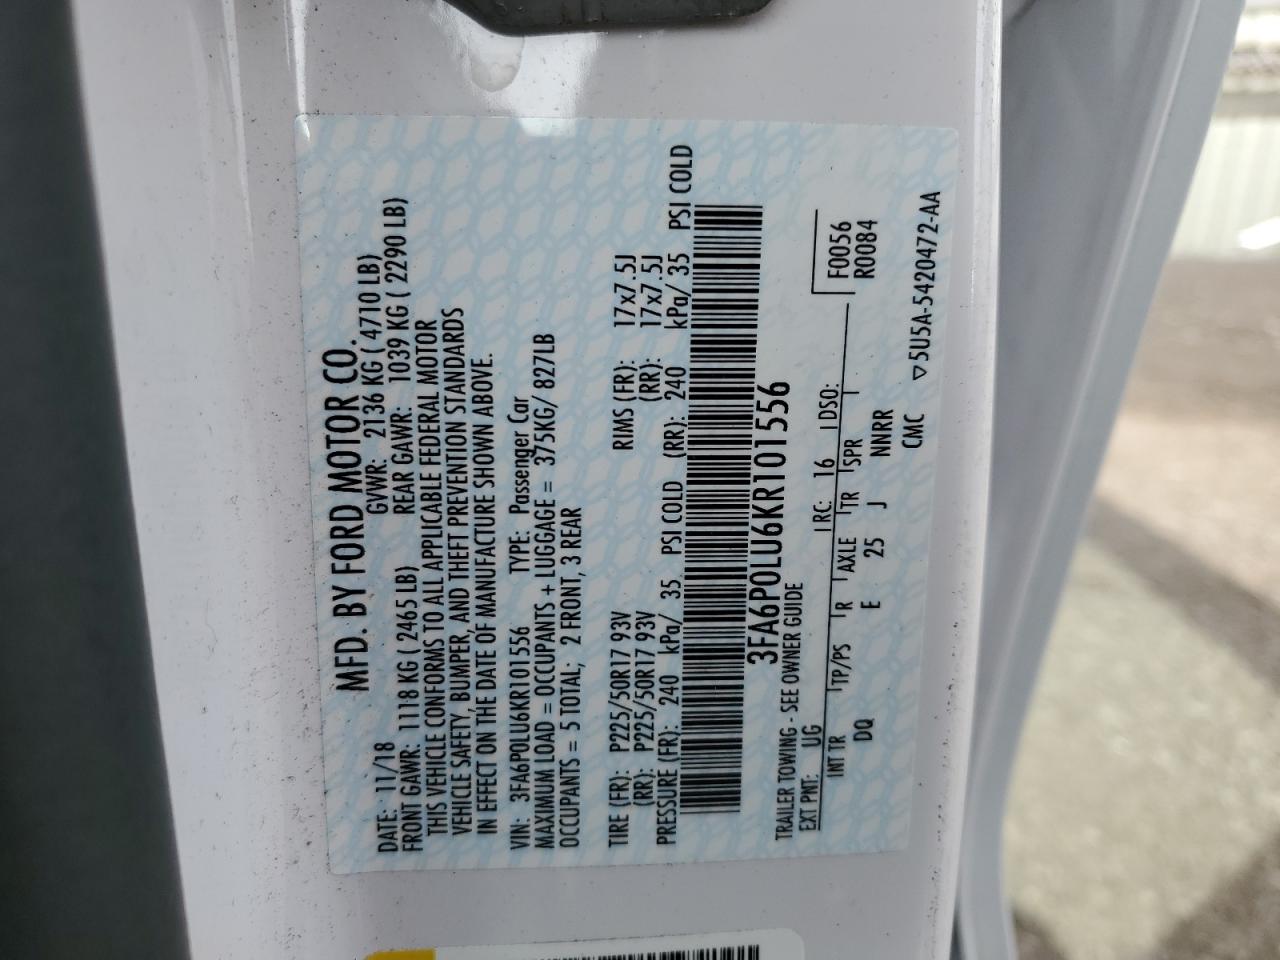 MFD. BY FORD MOTOR CO.
DATE: 11/18 GVWR: 2136 KG ( 4710 LB)
FRONT GAWR: 1118 KG ( 2465 LB) REAR GAWR: 1039 KG ( 2290 LB)
THIS VEHICLE CONFORMS TO ALL APPLICABLE FEDERAL MOTOR
VEHICLE SAFETY, BUMPER, AND THEFT PREVENTION STANDARDS
IN EFFECT ON THE DATE OF MANUFACTURE SHOWN ABOVE.
VIN: 3FA6P0LU6KR101556 TYPE: Passenger Car
MAXIMUM LOAD = OCCUPANTS + LUGGAGE = 375KG/ 827LB
OCCUPANTS = 5 TOTAL; 2 FRONT, 3 REAR
TIRE (FR): P225/50R17 93V RIMS (FR): 17x7.5J
(RR): P225/50R17 93V (RR): 17x7.5J
PRESSURE (FR): 240 kPa/ 35 PSI COLD (RR): 240 kPa/ 35 PSI COLD
3FA6P0LU6KR101556
TRAILER TOWING - SEE OWNER GUIDE
EXT PNT: UG RC: 16 DSO: F0056
INT TR TP/PS R AXLE TR SPR R0084
DQ E 25 J NNRR
CMC ▽5U5A-5420472-AA